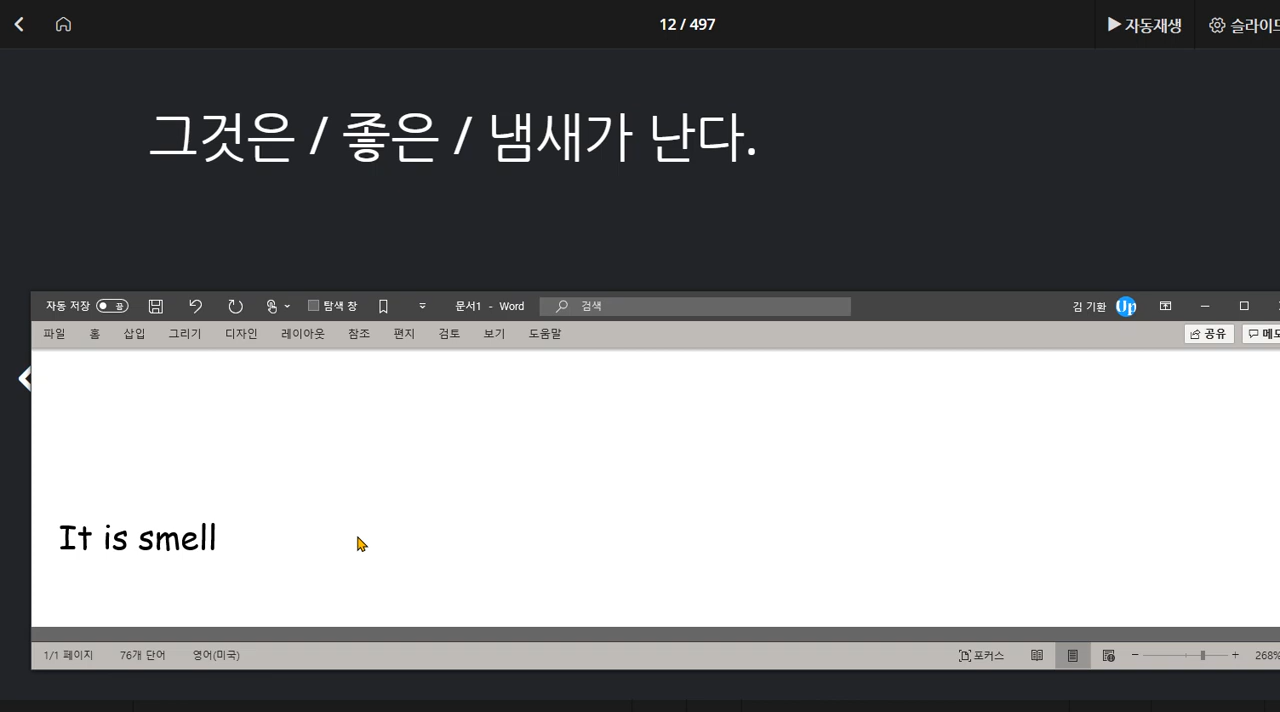 12 / 497
자동재생
슬라이드
그것은 / 좋은 / 냄새가 난다.
자동 저장 끔 탐색 창 문서1 - Word 검색 김 기환 Up
파일 홈 삽입 그리기 디자인 레이아웃 참조 편지 검토 보기 도움말 공유 메모
It is smell
1/1 페이지 76개 단어 영어(미국) 포커스 268%